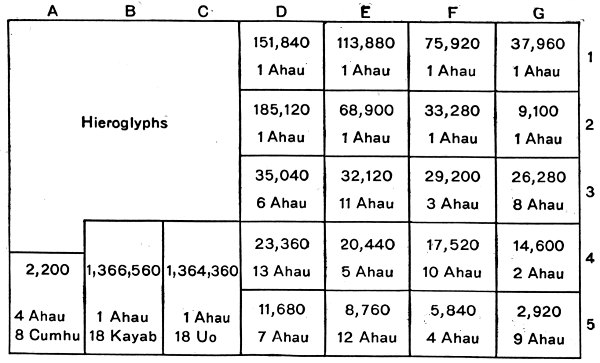 A B C D E F G
151,840 113,880 75,920 37,960 1
1 Ahau 1 Ahau 1 Ahau 1 Ahau
Hieroglyphs
185,120 68,900 33,280 9,100 2
1 Ahau 1 Ahau 1 Ahau 1 Ahau
35,040 32,120 29,200 26,280 3
6 Ahau 11 Ahau 3 Ahau 8 Ahau
23,360 20,440 17,520 14,600 4
2,200 1,366,560 1,364,360 13 Ahau 5 Ahau 10 Ahau 2 Ahau
4 Ahau 1 Ahau 1 Ahau 11,680 8,760 5,840 2,920 5
8 Cumhu 18 Kayab 18 Uo 7 Ahau 12 Ahau 4 Ahau 9 Ahau